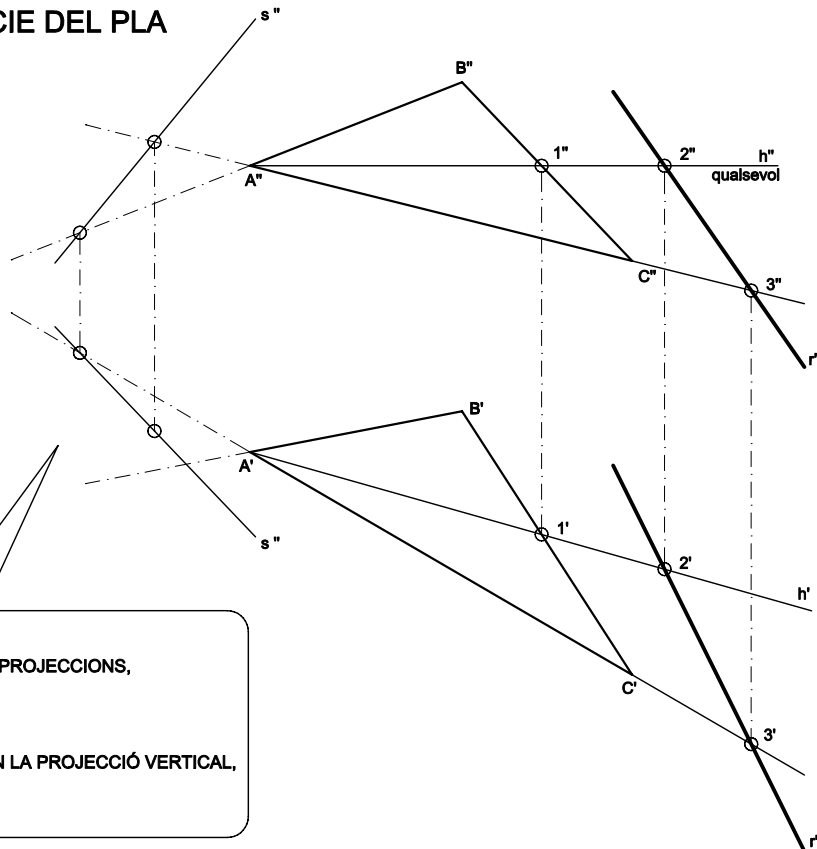 CIE DEL PLA
s "
B"
1"
2"
h"
qualsevol
A"
C"
3"
r'
B'
A'
1'
s "
2'
h'
PROJECCIONS,
C'
3'
N LA PROJECCIÓ VERTICAL,
r'